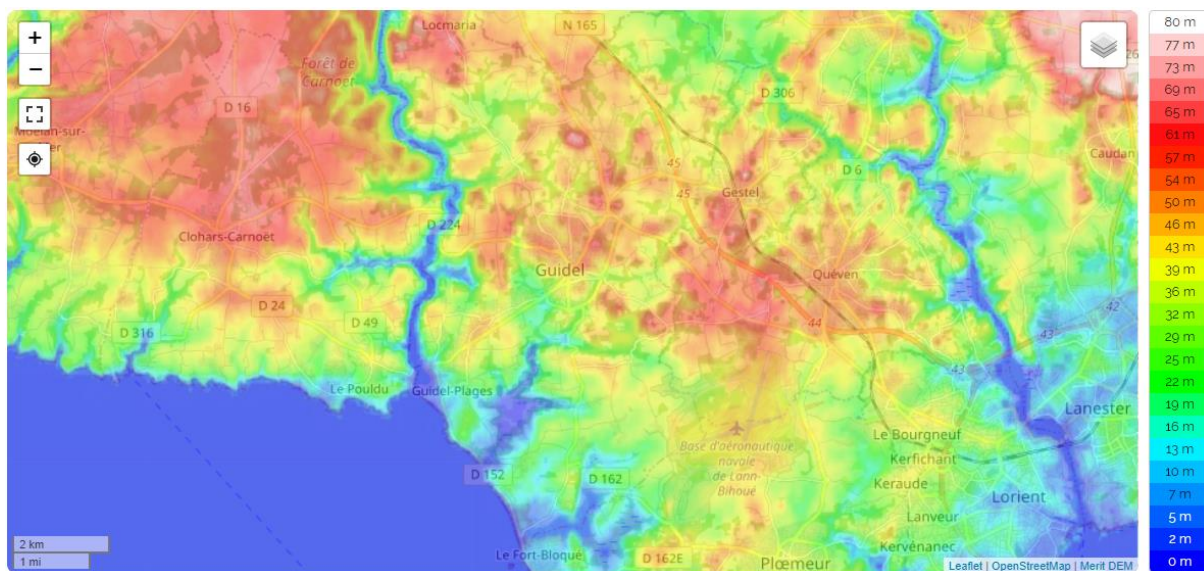 +
−
Locmaria
N 165
Forêt de
Carnoet
D 16
D 306
Moëlan-sur-
Caudan
45
D 6
45
Gestel
D 224
Clohars-Carnoët
Guidel
Quéven
D 24
44
42
43
D 316
D 49
43
Le Pouldu
Guidel-Plages
Lanester
Le Bourgneuf
Base d'aéronautique
navale
de Lann-
Bihoué
Kerfichant
D 152
D 162
Keraude
Lorient
Lanveur
2 km
1 mi
Le Fort-Bloqué
D 162E
Kervénanec
Plœmeur
Leaflet | OpenStreetMap | Merit DEM
80 m
77 m
73 m
69 m
65 m
61 m
57 m
54 m
50 m
46 m
43 m
39 m
36 m
32 m
29 m
25 m
22 m
19 m
16 m
13 m
10 m
7 m
5 m
2 m
0 m